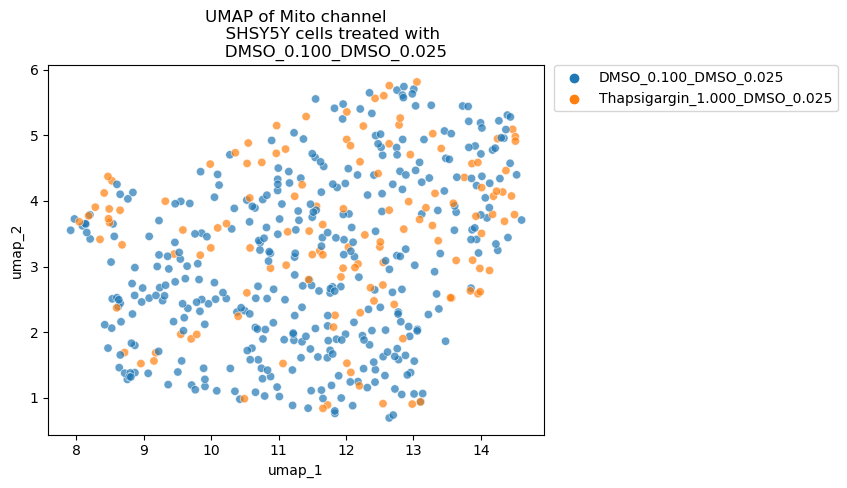 UMAP of Mito channel
SHSY5Y cells treated with
DMSO_0.100_DMSO_0.025
DMSO_0.100_DMSO_0.025
Thapsigargin_1.000_DMSO_0.025
umap_2
6
5
4
3
2
1
8 9 10 11 12 13 14
umap_1